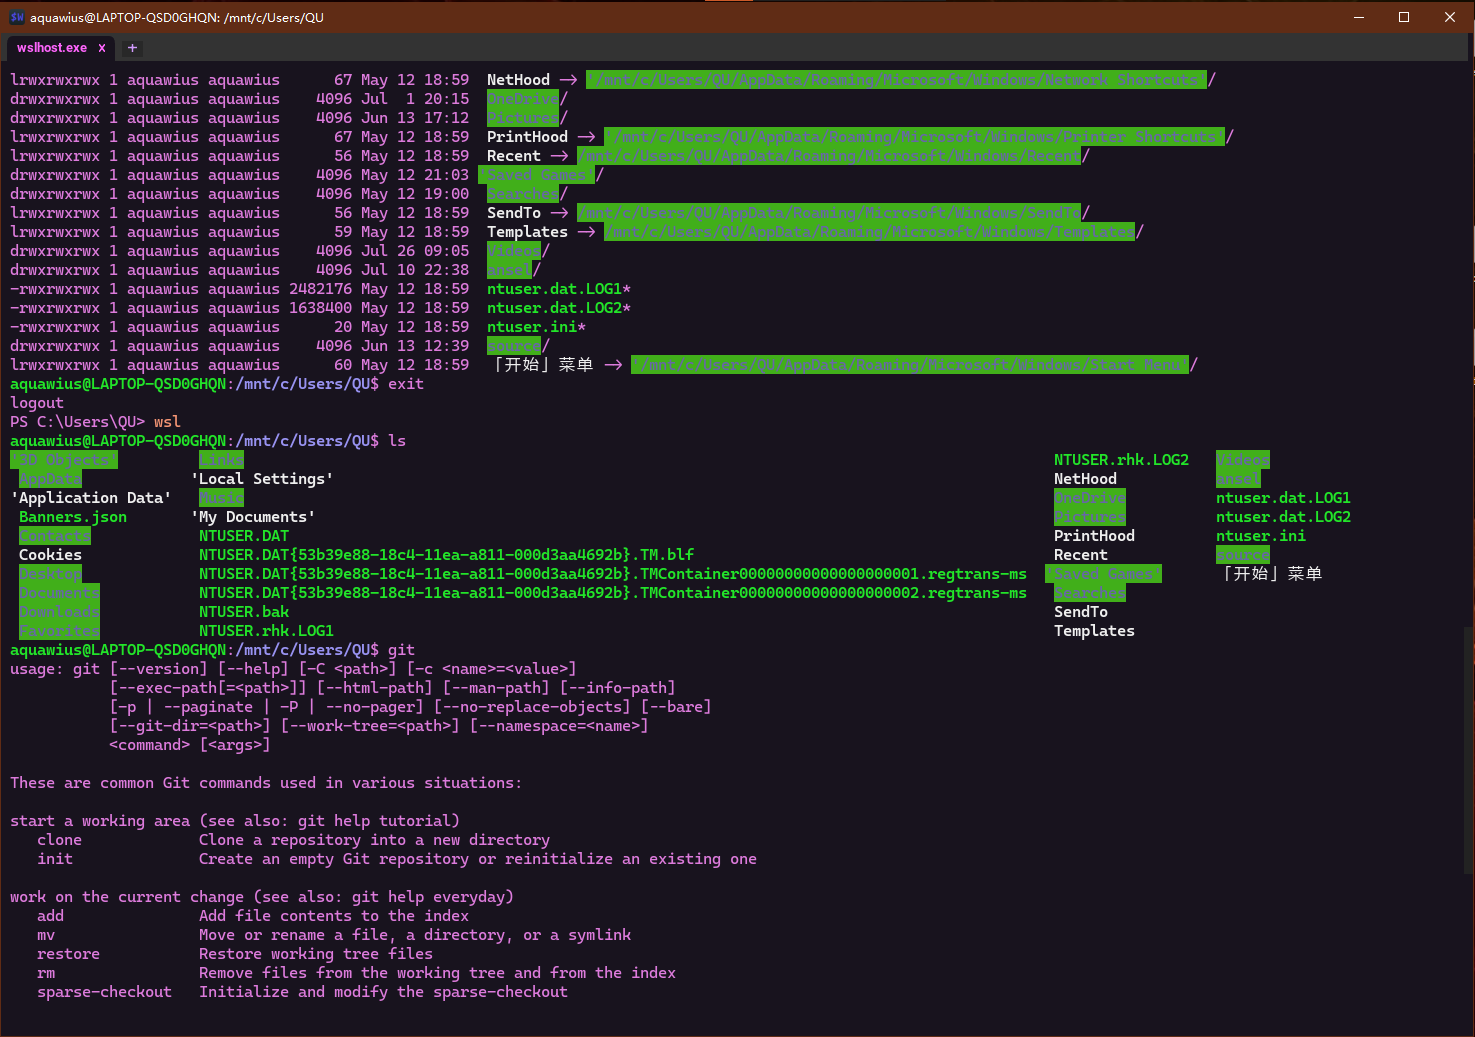 aquawius@LAPTOP-QSD0GHQN: /mnt/c/Users/QU
wslhost.exe x +
lrwxrwxrwx 1 aquawius aquawius      67 May 12 18:59  NetHood -> '/mnt/c/Users/QU/AppData/Roaming/Microsoft/Windows/Network Shortcuts'/
drwxrwxrwx 1 aquawius aquawius    4096 Jul  1 20:15  OneDrive/
drwxrwxrwx 1 aquawius aquawius    4096 Jun 13 17:12  Pictures/
lrwxrwxrwx 1 aquawius aquawius      67 May 12 18:59  PrintHood -> '/mnt/c/Users/QU/AppData/Roaming/Microsoft/Windows/Printer Shortcuts'/
lrwxrwxrwx 1 aquawius aquawius      56 May 12 18:59  Recent -> /mnt/c/Users/QU/AppData/Roaming/Microsoft/Windows/Recent/
drwxrwxrwx 1 aquawius aquawius    4096 May 12 21:03 'Saved Games'/
drwxrwxrwx 1 aquawius aquawius    4096 May 12 19:00  Searches/
lrwxrwxrwx 1 aquawius aquawius      56 May 12 18:59  SendTo -> /mnt/c/Users/QU/AppData/Roaming/Microsoft/Windows/SendTo/
lrwxrwxrwx 1 aquawius aquawius      59 May 12 18:59  Templates -> /mnt/c/Users/QU/AppData/Roaming/Microsoft/Windows/Templates/
drwxrwxrwx 1 aquawius aquawius    4096 Jul 26 09:05  Videos/
drwxrwxrwx 1 aquawius aquawius    4096 Jul 10 22:38  ansel/
-rwxrwxrwx 1 aquawius aquawius 2482176 May 12 18:59  ntuser.dat.LOG1*
-rwxrwxrwx 1 aquawius aquawius 1638400 May 12 18:59  ntuser.dat.LOG2*
-rwxrwxrwx 1 aquawius aquawius      20 May 12 18:59  ntuser.ini*
drwxrwxrwx 1 aquawius aquawius    4096 Jun 13 12:39  source/
lrwxrwxrwx 1 aquawius aquawius      60 May 12 18:59 「开始」菜单 -> '/mnt/c/Users/QU/AppData/Roaming/Microsoft/Windows/Start Menu'/
aquawius@LAPTOP-QSD0GHQN:/mnt/c/Users/QU$ exit
logout
PS C:\Users\QU> wsl
aquawius@LAPTOP-QSD0GHQN:/mnt/c/Users/QU$ ls
'3D Objects' Links NTUSER.rhk.LOG2 Videos
AppData 'Local Settings' NetHood ansel
'Application Data' Music OneDrive ntuser.dat.LOG1
Banners.json 'My Documents' Pictures ntuser.dat.LOG2
Contacts NTUSER.DAT PrintHood ntuser.ini
Cookies NTUSER.DAT{53b39e88-18c4-11ea-a811-000d3aa4692b}.TM.blf Recent source
Desktop NTUSER.DAT{53b39e88-18c4-11ea-a811-000d3aa4692b}.TMContainer00000000000000000001.regtrans-ms 'Saved Games' 「开始」菜单
Documents NTUSER.DAT{53b39e88-18c4-11ea-a811-000d3aa4692b}.TMContainer00000000000000000002.regtrans-ms Searches
Downloads NTUSER.bak SendTo
Favorites NTUSER.rhk.LOG1 Templates
aquawius@LAPTOP-QSD0GHQN:/mnt/c/Users/QU$ git
usage: git [--version] [--help] [-C <path>] [-c <name>=<value>]
           [--exec-path[=<path>]] [--html-path] [--man-path] [--info-path]
           [-p | --paginate | -P | --no-pager] [--no-replace-objects] [--bare]
           [--git-dir=<path>] [--work-tree=<path>] [--namespace=<name>]
           <command> [<args>]
These are common Git commands used in various situations:
start a working area (see also: git help tutorial)
   clone             Clone a repository into a new directory
   init              Create an empty Git repository or reinitialize an existing one
work on the current change (see also: git help everyday)
   add               Add file contents to the index
   mv                Move or rename a file, a directory, or a symlink
   restore           Restore working tree files
   rm                Remove files from the working tree and from the index
   sparse-checkout   Initialize and modify the sparse-checkout